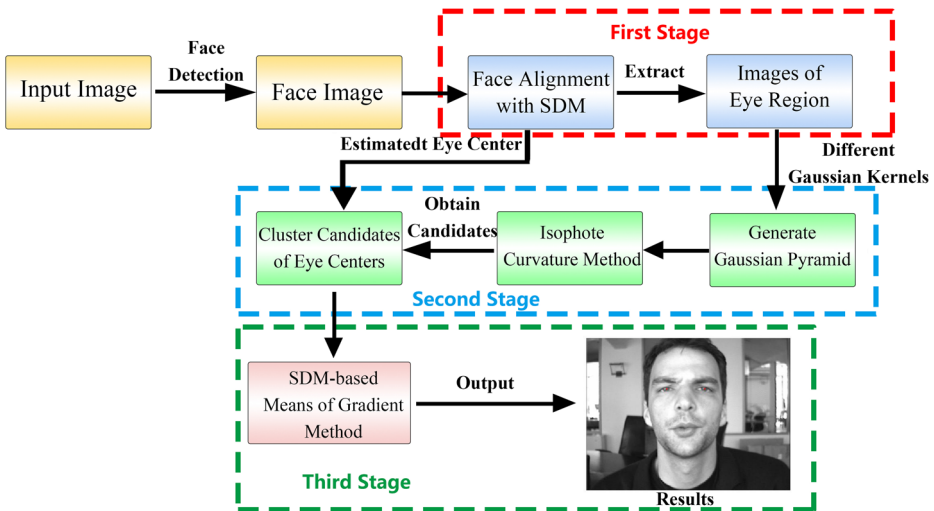 First Stage
Face
Detection
Input Image
Face Image
Face Alignment
with SDM
Extract
Images of
Eye Region
Estimatedt Eye Center
Different
Gaussian Kernels
Cluster Candidates
of Eye Centers
Obtain
Candidates
Isophote
Curvature Method
Generate
Gaussian Pyramid
Second Stage
SDM-based
Means of Gradient
Method
Output
Third Stage
Results